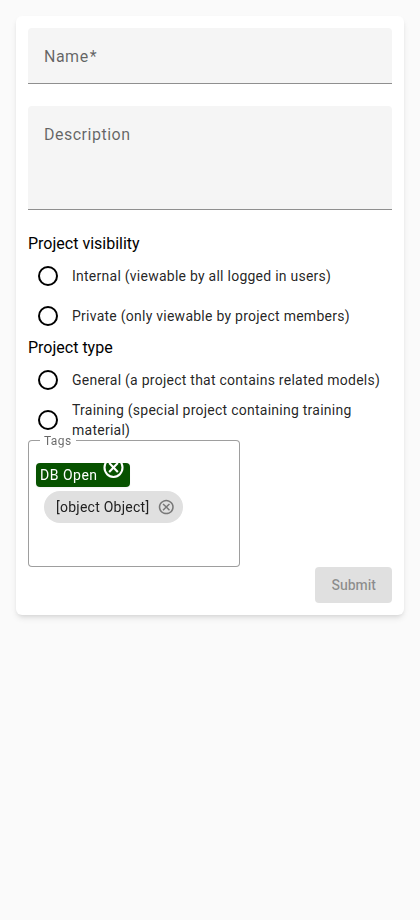 Name*
Description
Project visibility
Internal (viewable by all logged in users)
Private (only viewable by project members)
Project type
General (a project that contains related models)
Training (special project containing training
material)
Tags
DB Open
[object Object]
Submit